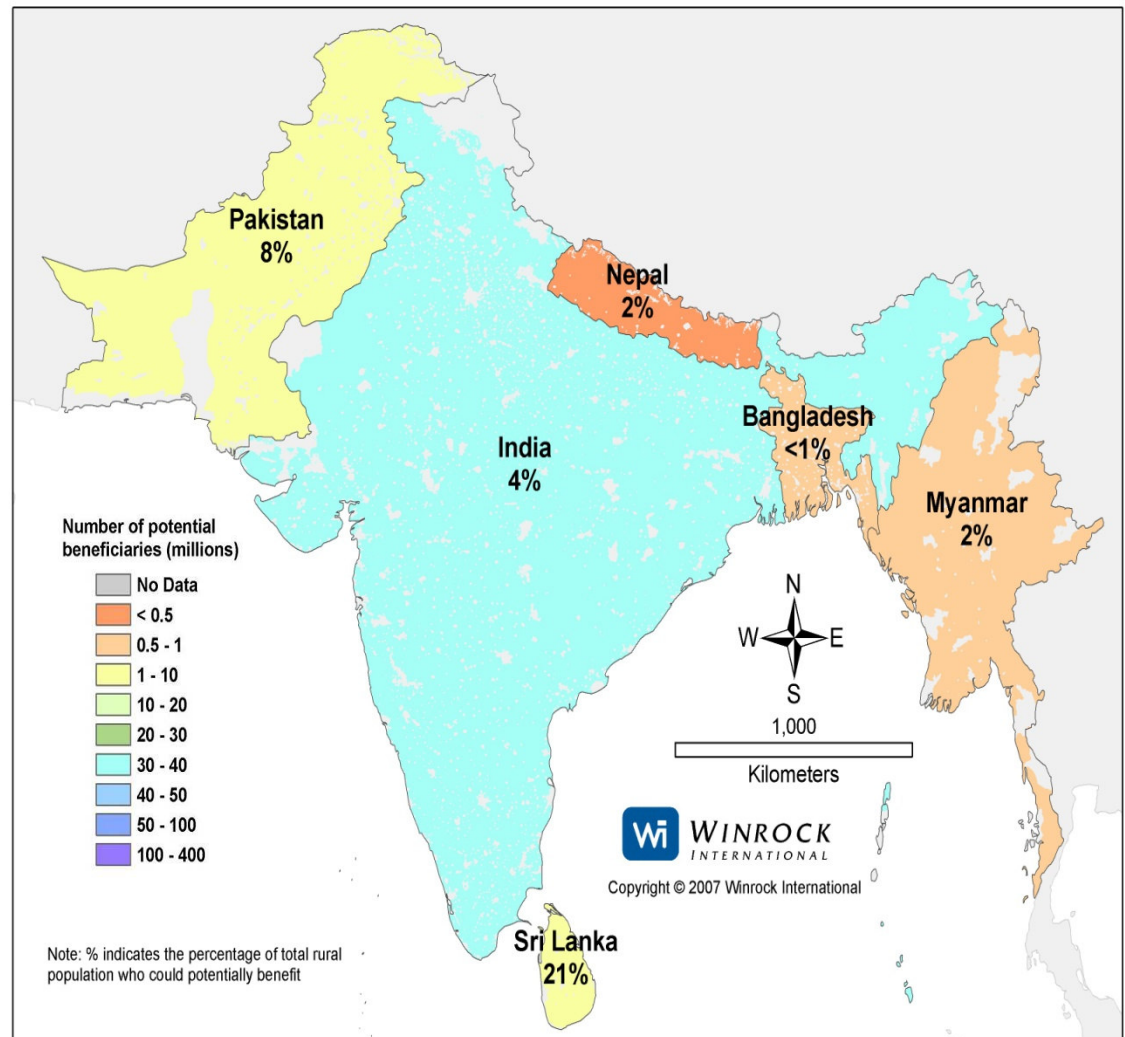 Pakistan
8%
Nepal
2%
Bangladesh
<1%
India
4%
Myanmar
2%
Number of potential
beneficiaries (millions)
No Data
< 0.5
0.5 - 1
1 - 10
10 - 20
20 - 30
30 - 40
40 - 50
50 - 100
100 - 400
N
W E
S
1,000
Kilometers
Wi WINROCK
INTERNATIONAL
Copyright © 2007 Winrock International
Sri Lanka
21%
Note: % indicates the percentage of total rural
population who could potentially benefit